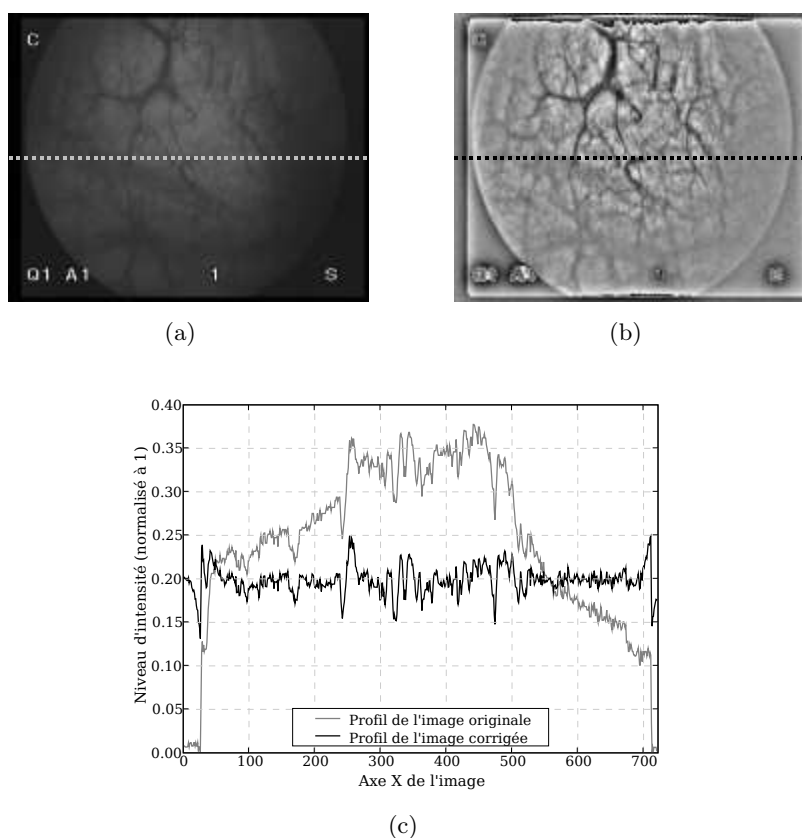 C
Q1 A1 1 S
(a)
(b)
0.40
0.35
0.30
0.25
0.20
0.15
0.10
0.05
0.00
Niveau d'intensité (normalisé à 1)
Profil de l'image originale
Profil de l'image corrigée
0 100 200 300 400 500 600 700
Axe X de l'image
(c)